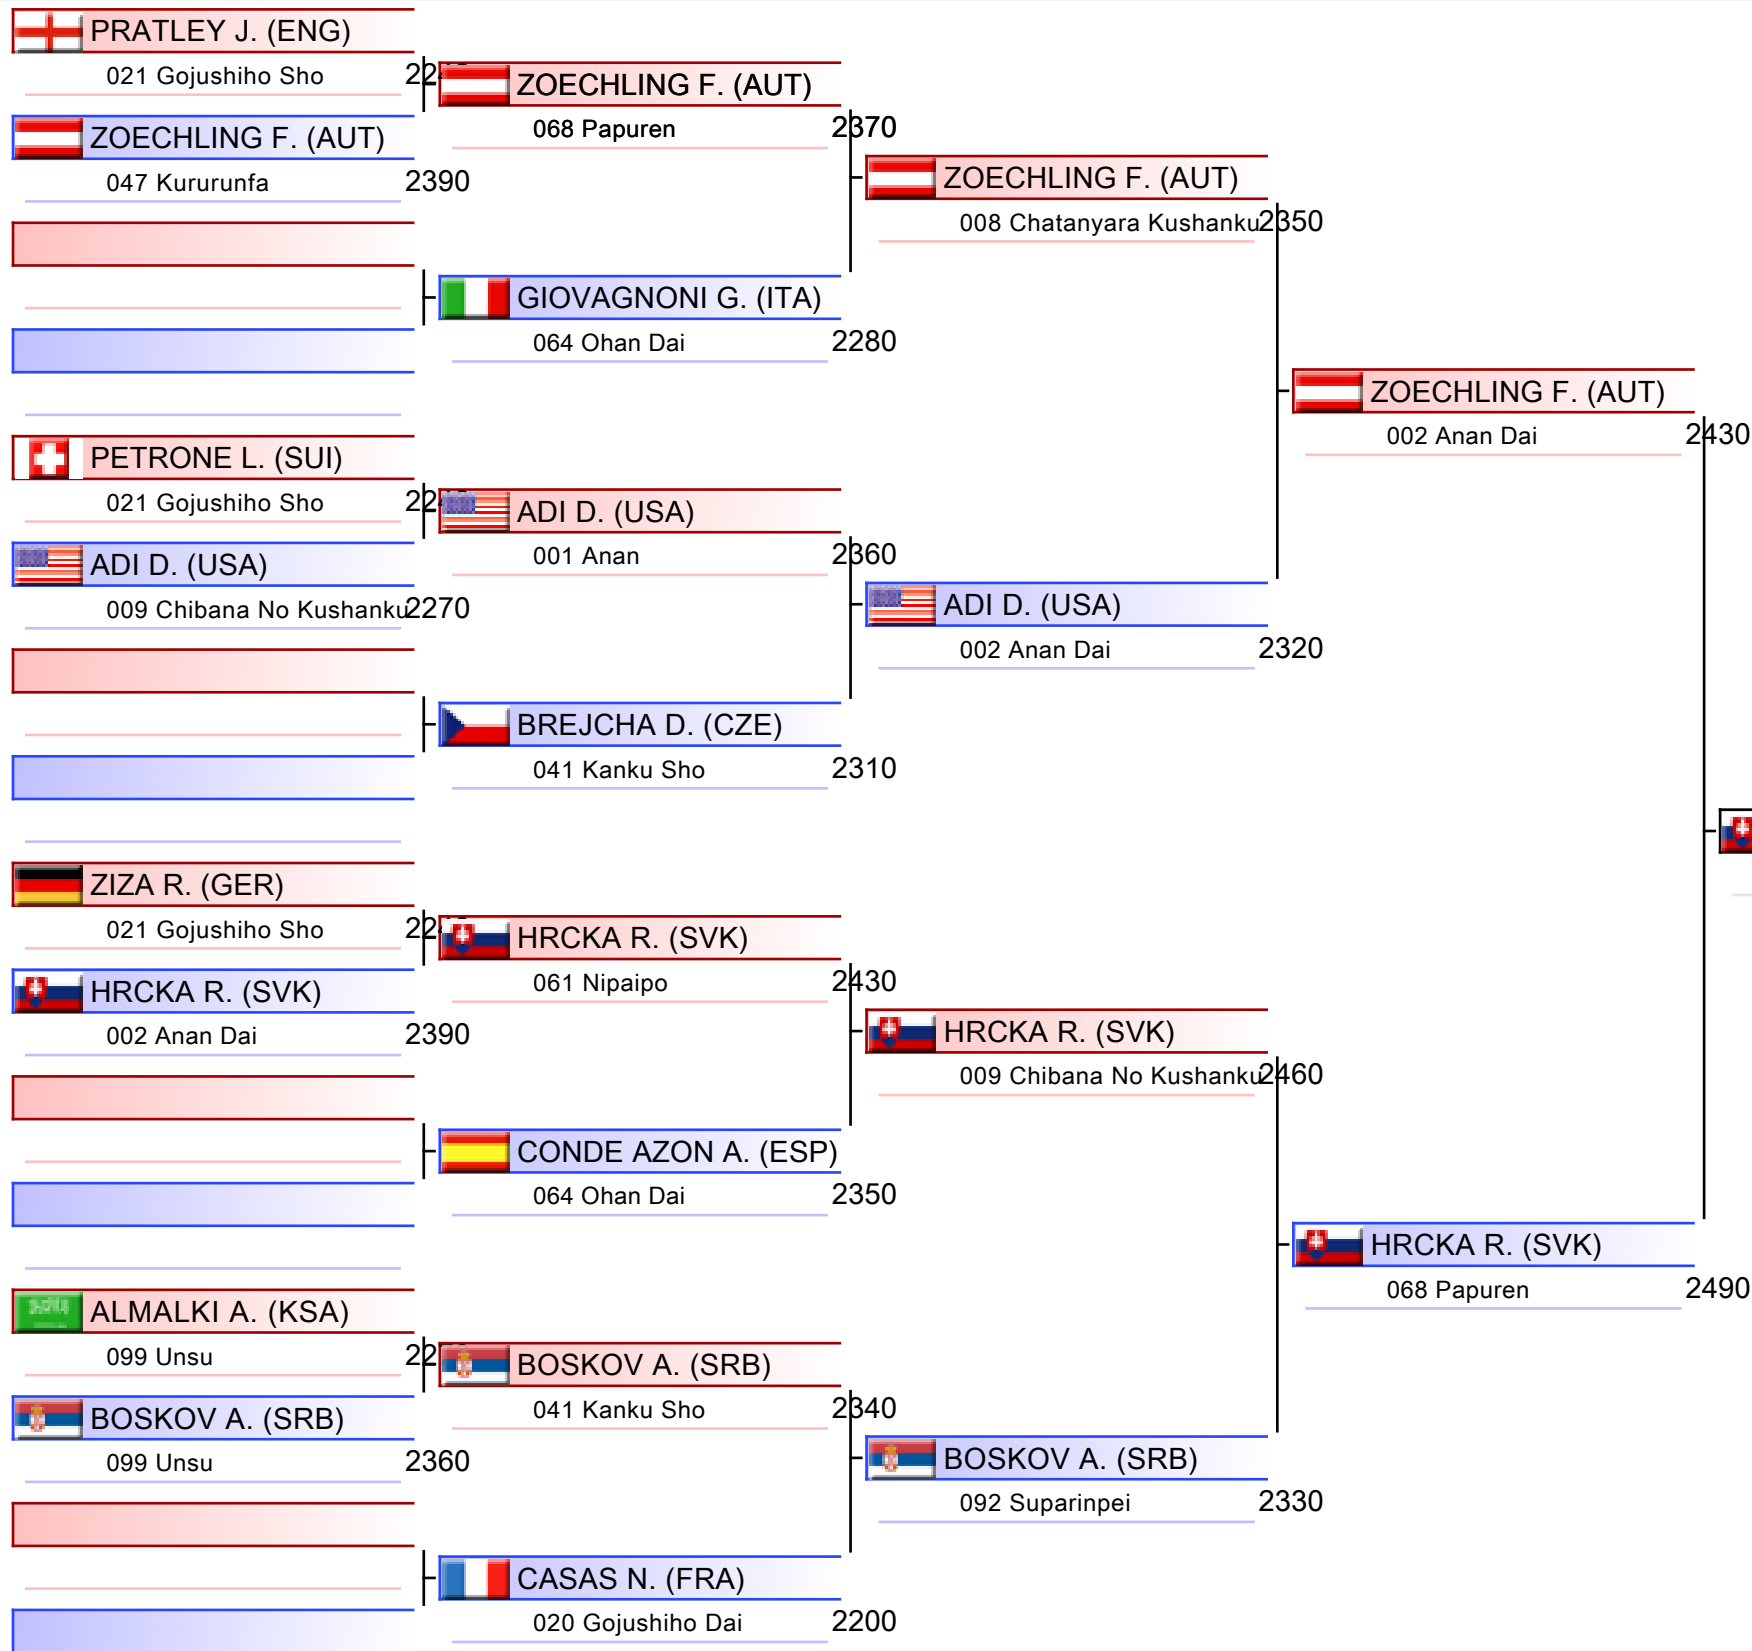 PRATLEY J. (ENG)
021 Gojushiho Sho
ZOECHLING F. (AUT)
047 Kururunfa 2390
PETRONE L. (SUI)
021 Gojushiho Sho
ADI D. (USA)
009 Chibana No Kushanku 2270
ZIZA R. (GER)
021 Gojushiho Sho
HRCKA R. (SVK)
002 Anan Dai 2390
ALMALKI A. (KSA)
099 Unsu
BOSKOV A. (SRB)
099 Unsu 2360
ZOECHLING F. (AUT)
068 Papuren 2370
GIOVAGNONI G. (ITA)
064 Ohan Dai 2280
ADI D. (USA)
001 Anan 2360
BREJCHA D. (CZE)
041 Kanku Sho 2310
HRCKA R. (SVK)
061 Nipaipo 2430
CONDE AZON A. (ESP)
064 Ohan Dai 2350
BOSKOV A. (SRB)
041 Kanku Sho 2340
CASAS N. (FRA)
020 Gojushiho Dai 2200
ZOECHLING F. (AUT)
008 Chatanyara Kushanku 2350
ADI D. (USA)
002 Anan Dai 2320
HRCKA R. (SVK)
009 Chibana No Kushanku 2460
BOSKOV A. (SRB)
092 Suparinpei 2330
ZOECHLING F. (AUT)
002 Anan Dai 2430
HRCKA R. (SVK)
068 Papuren 2490